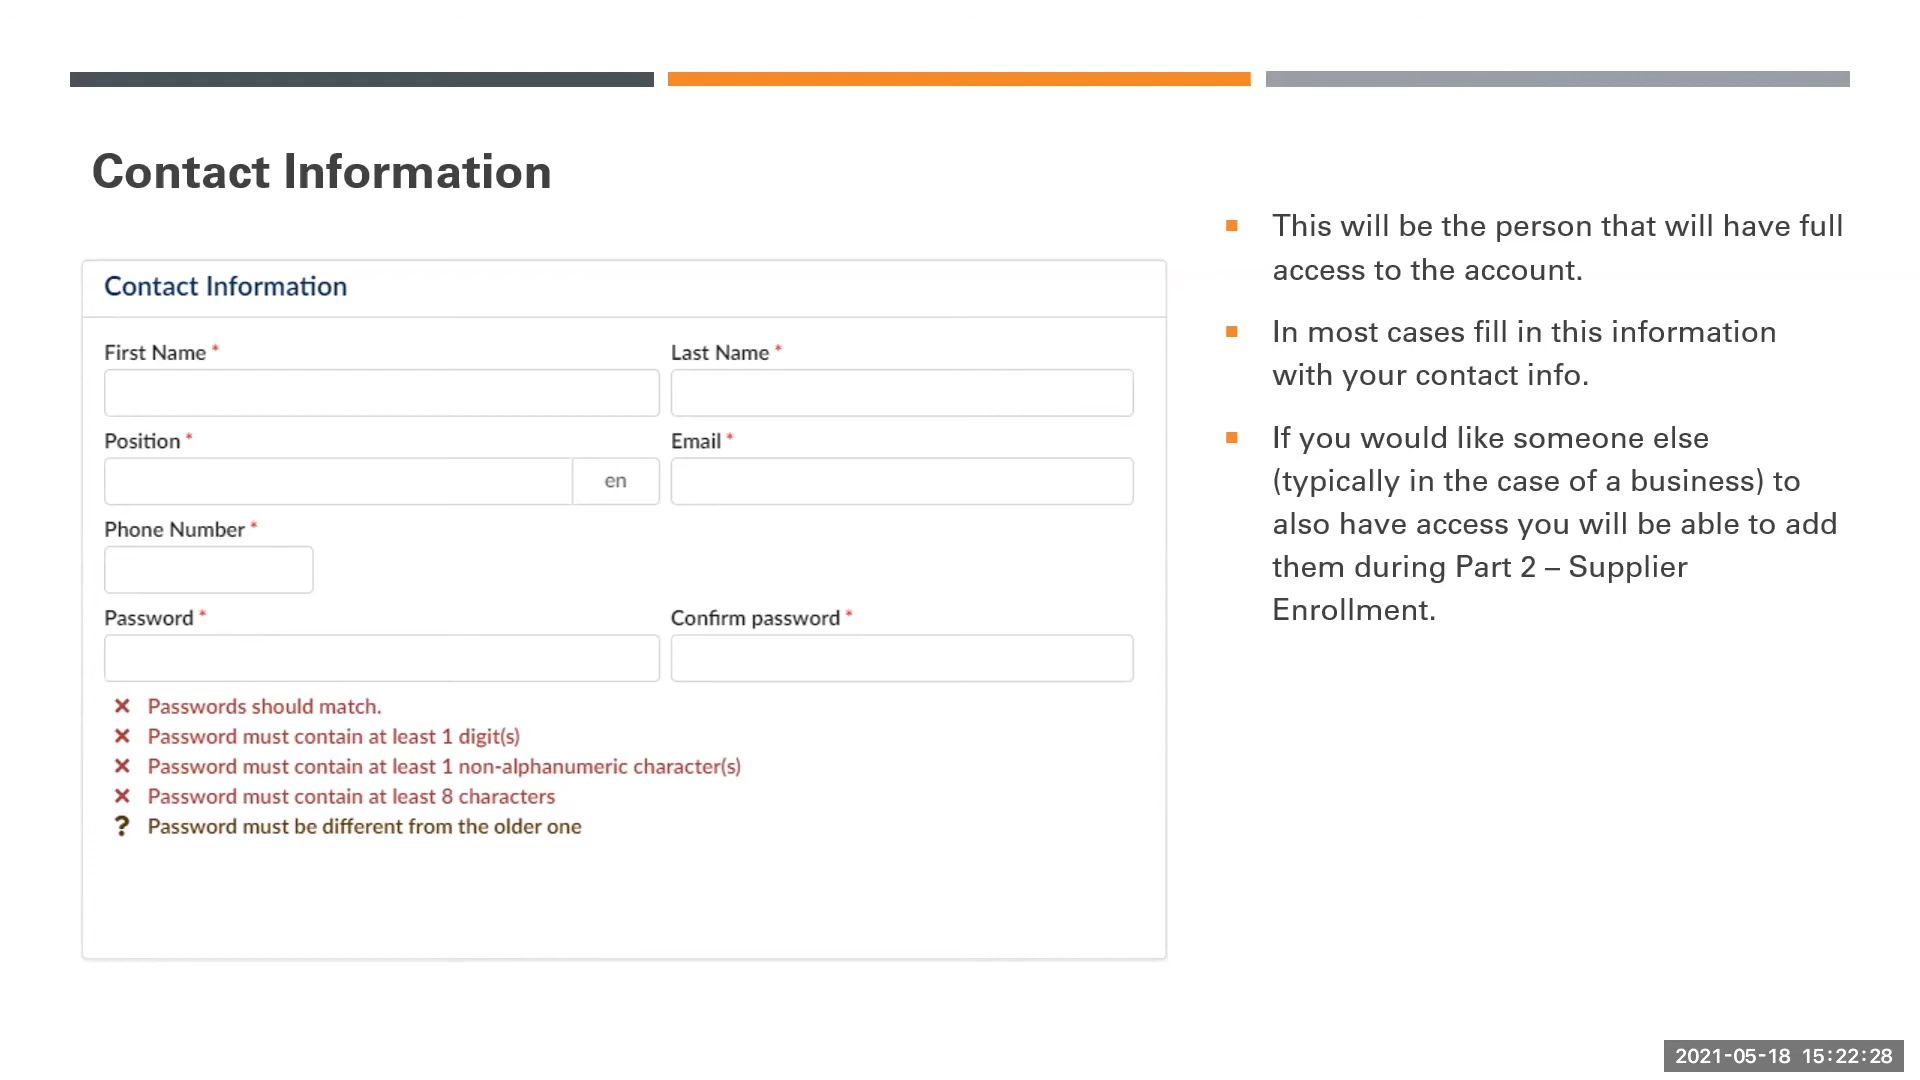 Contact Information
Contact Information
First Name *
Last Name *
Position *
en
Email *
Phone Number *
Password *
Confirm password *
✕ Passwords should match.
✕ Password must contain at least 1 digit(s)
✕ Password must contain at least 1 non-alphanumeric character(s)
✕ Password must contain at least 8 characters
? Password must be different from the older one
▪ This will be the person that will have full
access to the account.
▪ In most cases fill in this information
with your contact info.
▪ If you would like someone else
(typically in the case of a business) to
also have access you will be able to add
them during Part 2 – Supplier
Enrollment.
2021-05-18 15:22:28